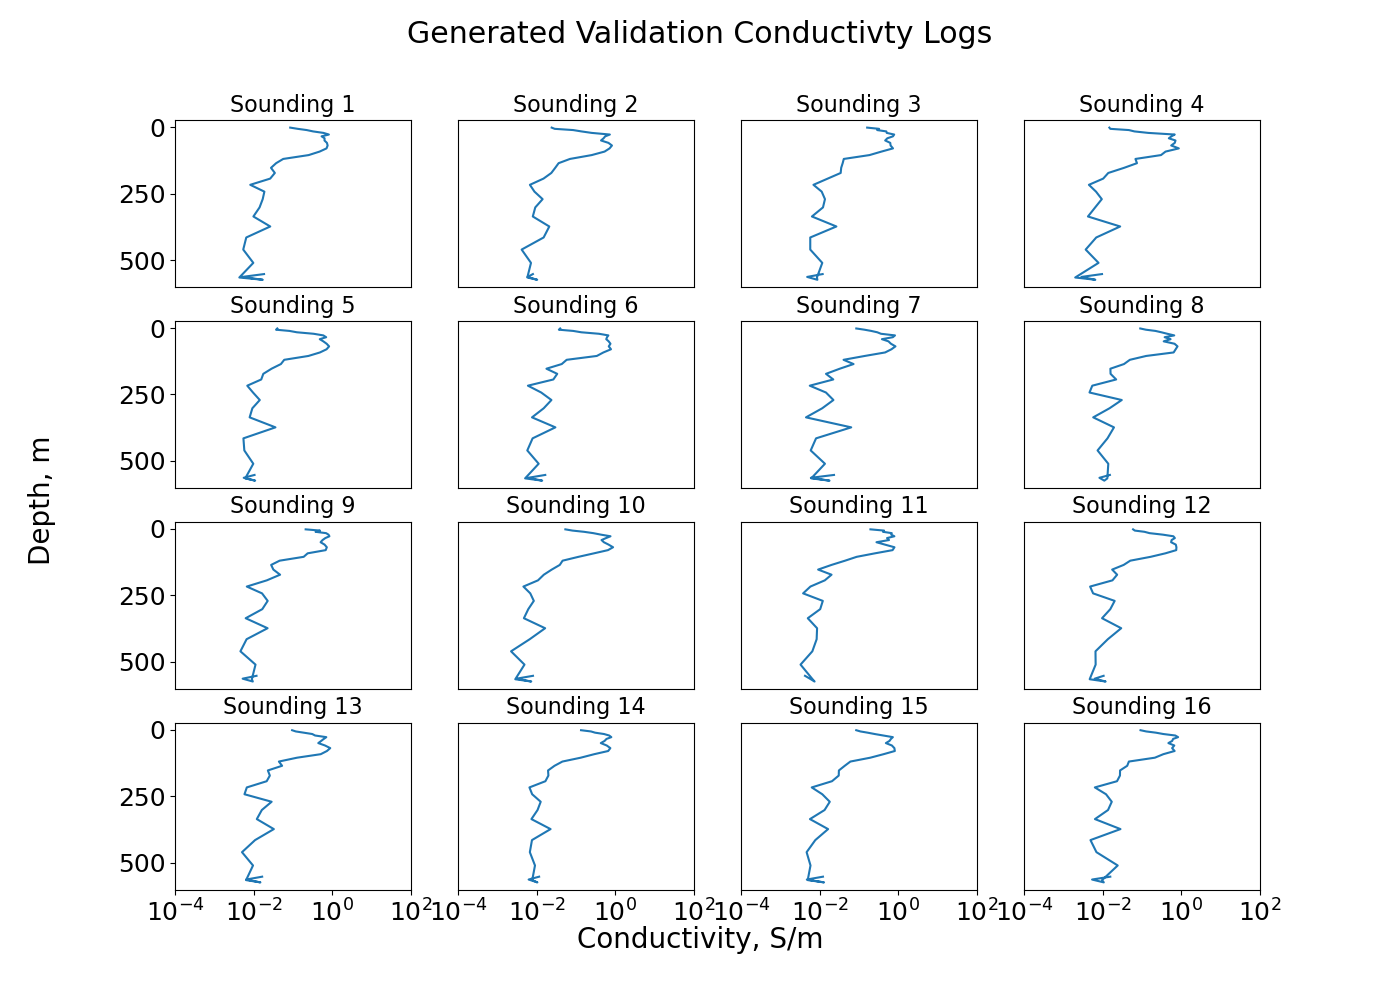 Generated Validation Conductivty Logs
Sounding 1 Sounding 2 Sounding 3 Sounding 4
0
250
500
Sounding 5 Sounding 6 Sounding 7 Sounding 8
0
250
500
Sounding 9 Sounding 10 Sounding 11 Sounding 12
0
250
500
Sounding 13 Sounding 14 Sounding 15 Sounding 16
0
250
500
Depth, m
10⁻⁴ 10⁻² 10⁰ 10² 10⁻⁴ 10⁻² 10⁰ 10² 10⁻⁴ 10⁻² 10⁰ 10² 10⁻⁴ 10⁻² 10⁰ 10²
Conductivity, S/m